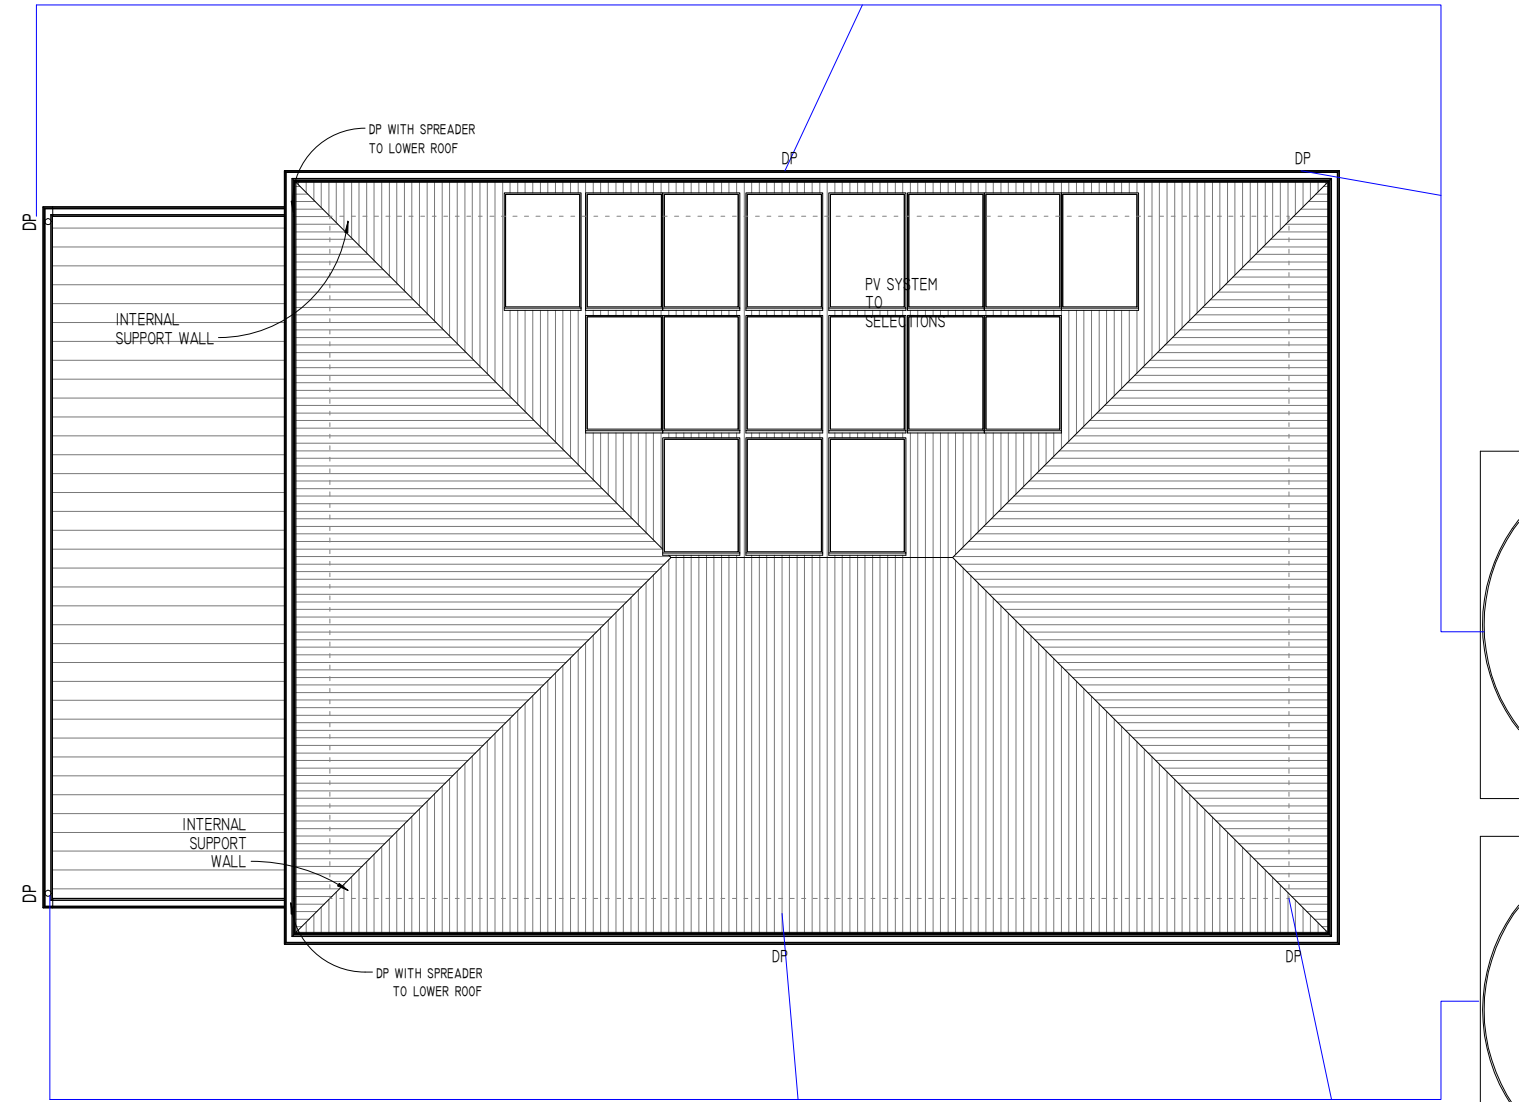 DP WITH SPREADER
TO LOWER ROOF
DP
DP
DP
PV SYSTEM
TO
SELECTIONS
INTERNAL
SUPPORT WALL
INTERNAL
SUPPORT
WALL
DP
DP
DP
DP WITH SPREADER
TO LOWER ROOF